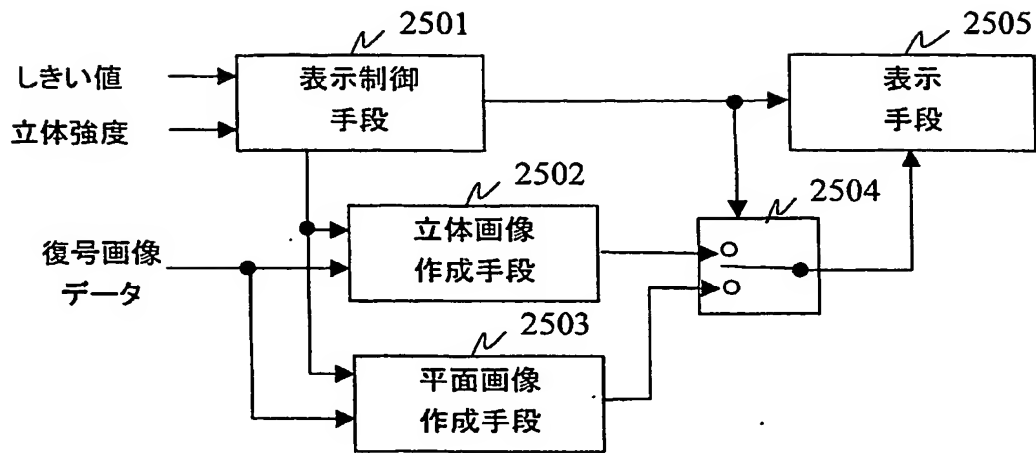 2501
2505
しきい値
立体強度
表示制御
手段
表示
手段
2502
2504
復号画像
データ
立体画像
作成手段
2503
平面画像
作成手段